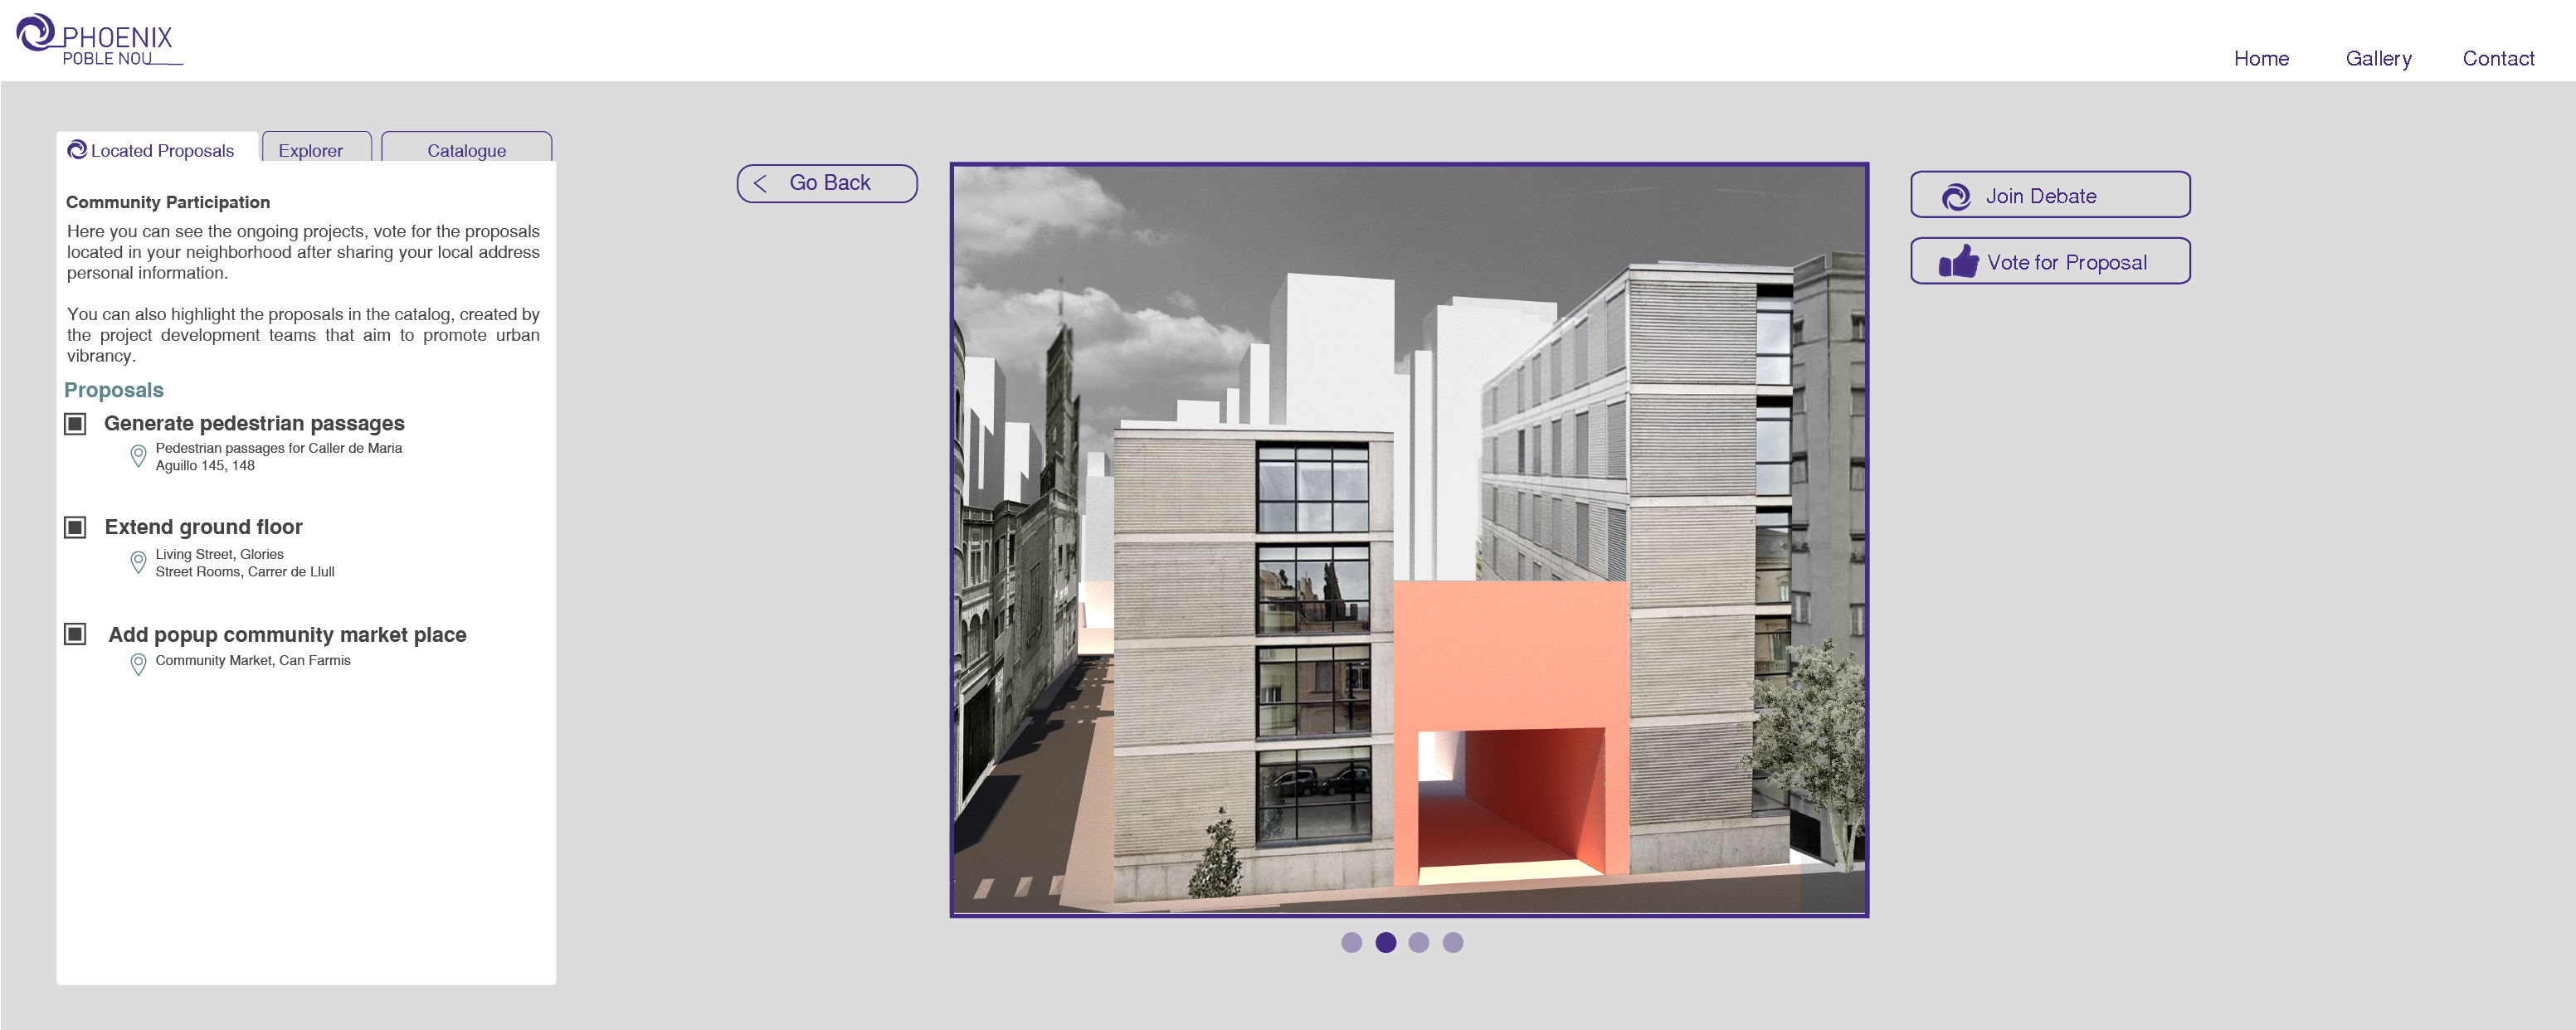 PHOENIX
POBLE NOU
Home
Gallery
Contact
Located Proposals
Explorer
Catalogue
Community Participation
Here you can see the ongoing projects, vote for the proposals
located in your neighborhood after sharing your local address
personal information.
You can also highlight the proposals in the catalog, created by
the project development teams that aim to promote urban
vibrancy.
Proposals
Generate pedestrian passages
Pedestrian passages for Caller de Maria
Aguillo 145, 148
Extend ground floor
Living Street, Glories
Street Rooms, Carrer de Llull
Add popup community market place
Community Market, Can Farmis
< Go Back
Join Debate
Vote for Proposal